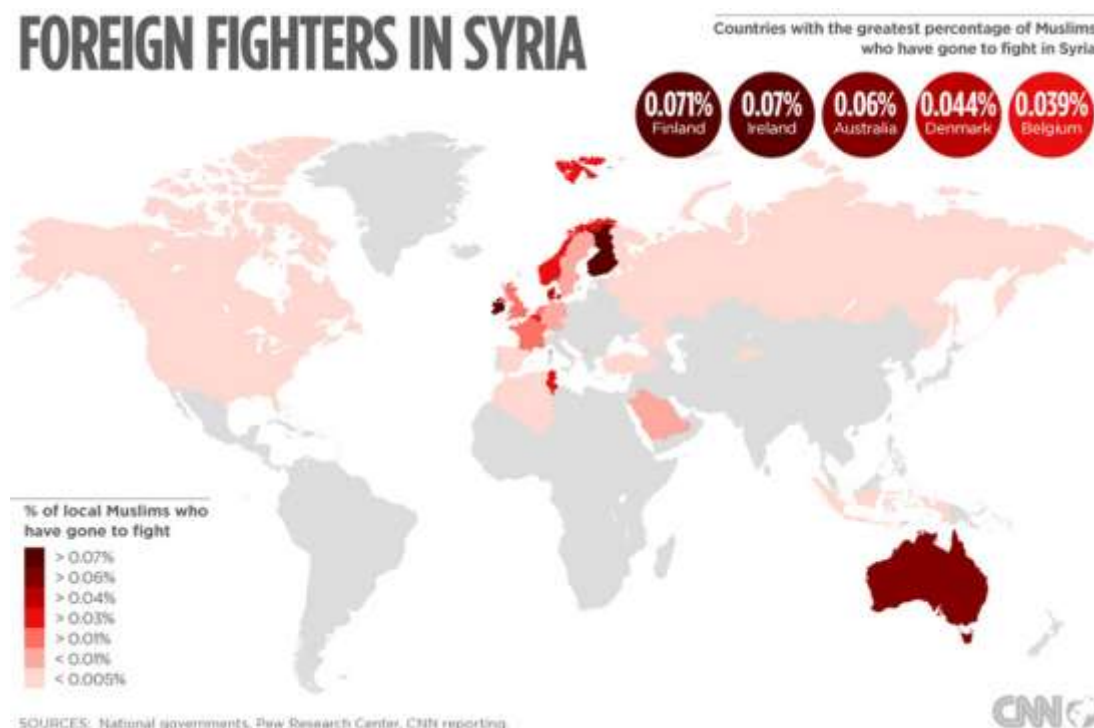 FOREIGN FIGHTERS IN SYRIA
Countries with the greatest percentage of Muslims
who have gone to fight in Syria
0.071%
Finland
0.07%
Ireland
0.06%
Australia
0.044%
Denmark
0.039%
Belgium
% of local Muslims who
have gone to fight
> 0.07%
> 0.06%
> 0.04%
> 0.03%
> 0.01%
< 0.01%
< 0.005%
SOURCES: National governments, Pew Research Center, CNN reporting.
CNN